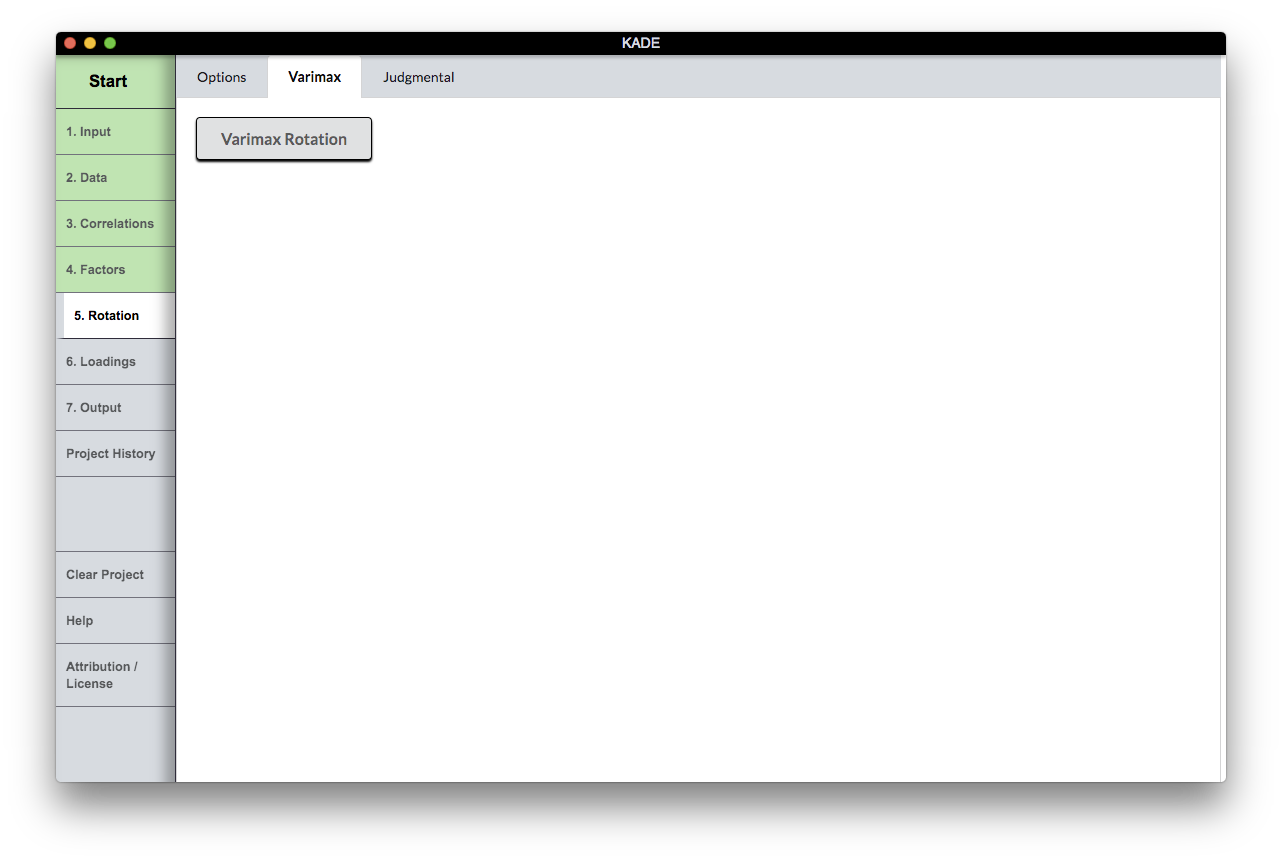 KADE
Start
Options
Varimax
Judgmental
1. Input
2. Data
3. Correlations
4. Factors
5. Rotation
6. Loadings
7. Output
Project History
Clear Project
Help
Attribution /
License
Varimax Rotation